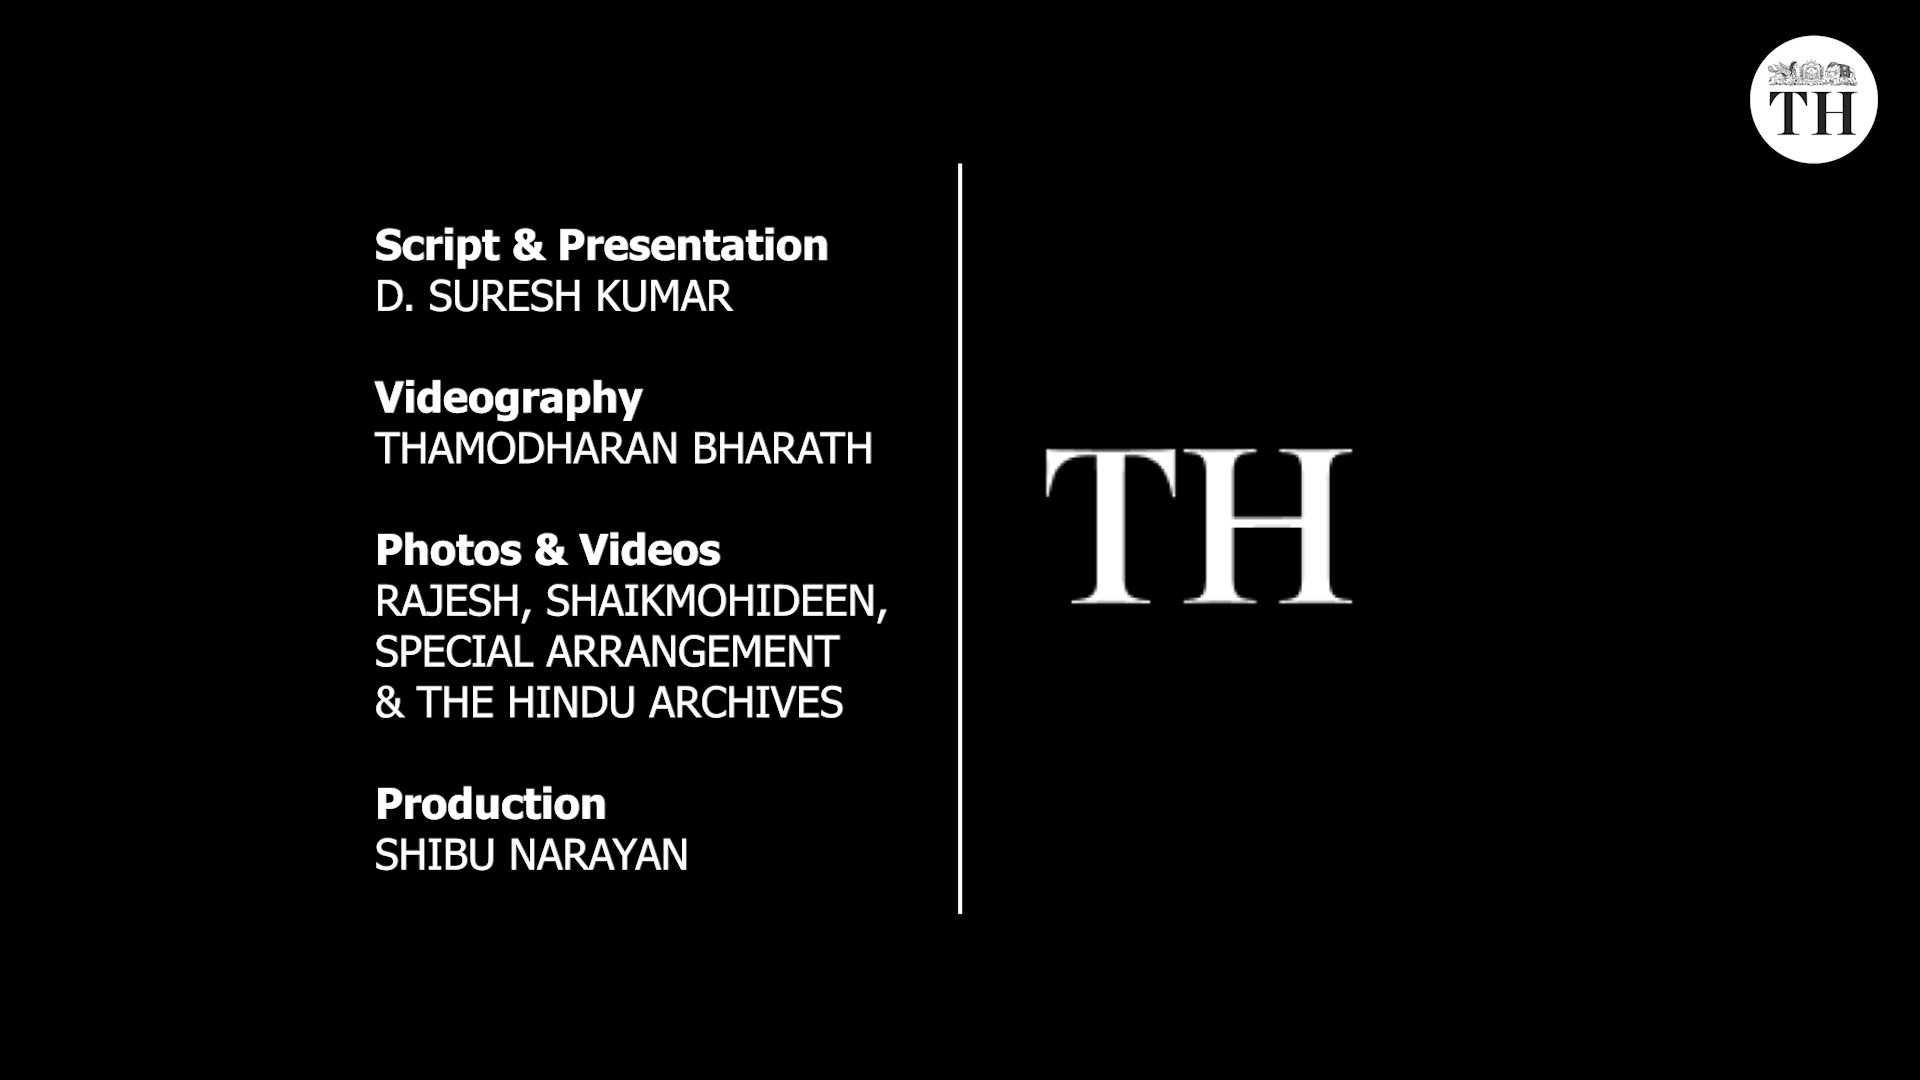 TH
Script & Presentation
D. SURESH KUMAR
Videography
THAMODHARAN BHARATH
Photos & Videos
RAJESH, SHAIKMOHIDEEN,
SPECIAL ARRANGEMENT
& THE HINDU ARCHIVES
Production
SHIBU NARAYAN
TH